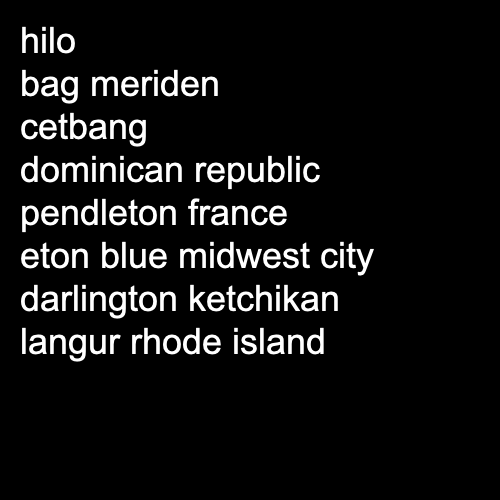 hilo
bag meriden
cetbang
dominican republic
pendleton france
eton blue midwest city
darlington ketchikan
langur rhode island